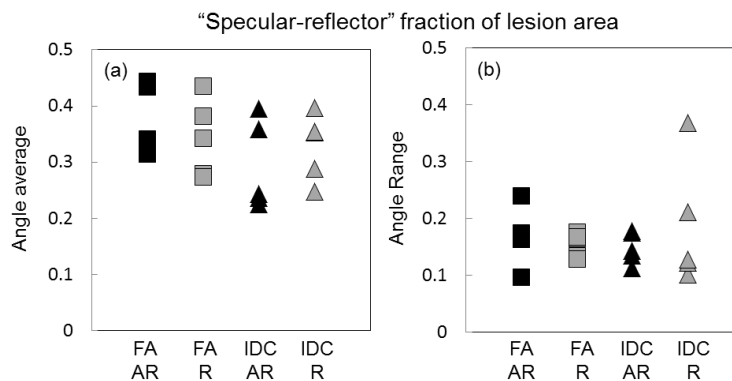 “Specular-reflector” fraction of lesion area
(a)
Angle average
0.5
0.4
0.3
0.2
0.1
0
FA AR
FA R
IDC AR
IDC R
(b)
Angle Range
0.5
0.4
0.3
0.2
0.1
0
FA AR
FA R
IDC AR
IDC R